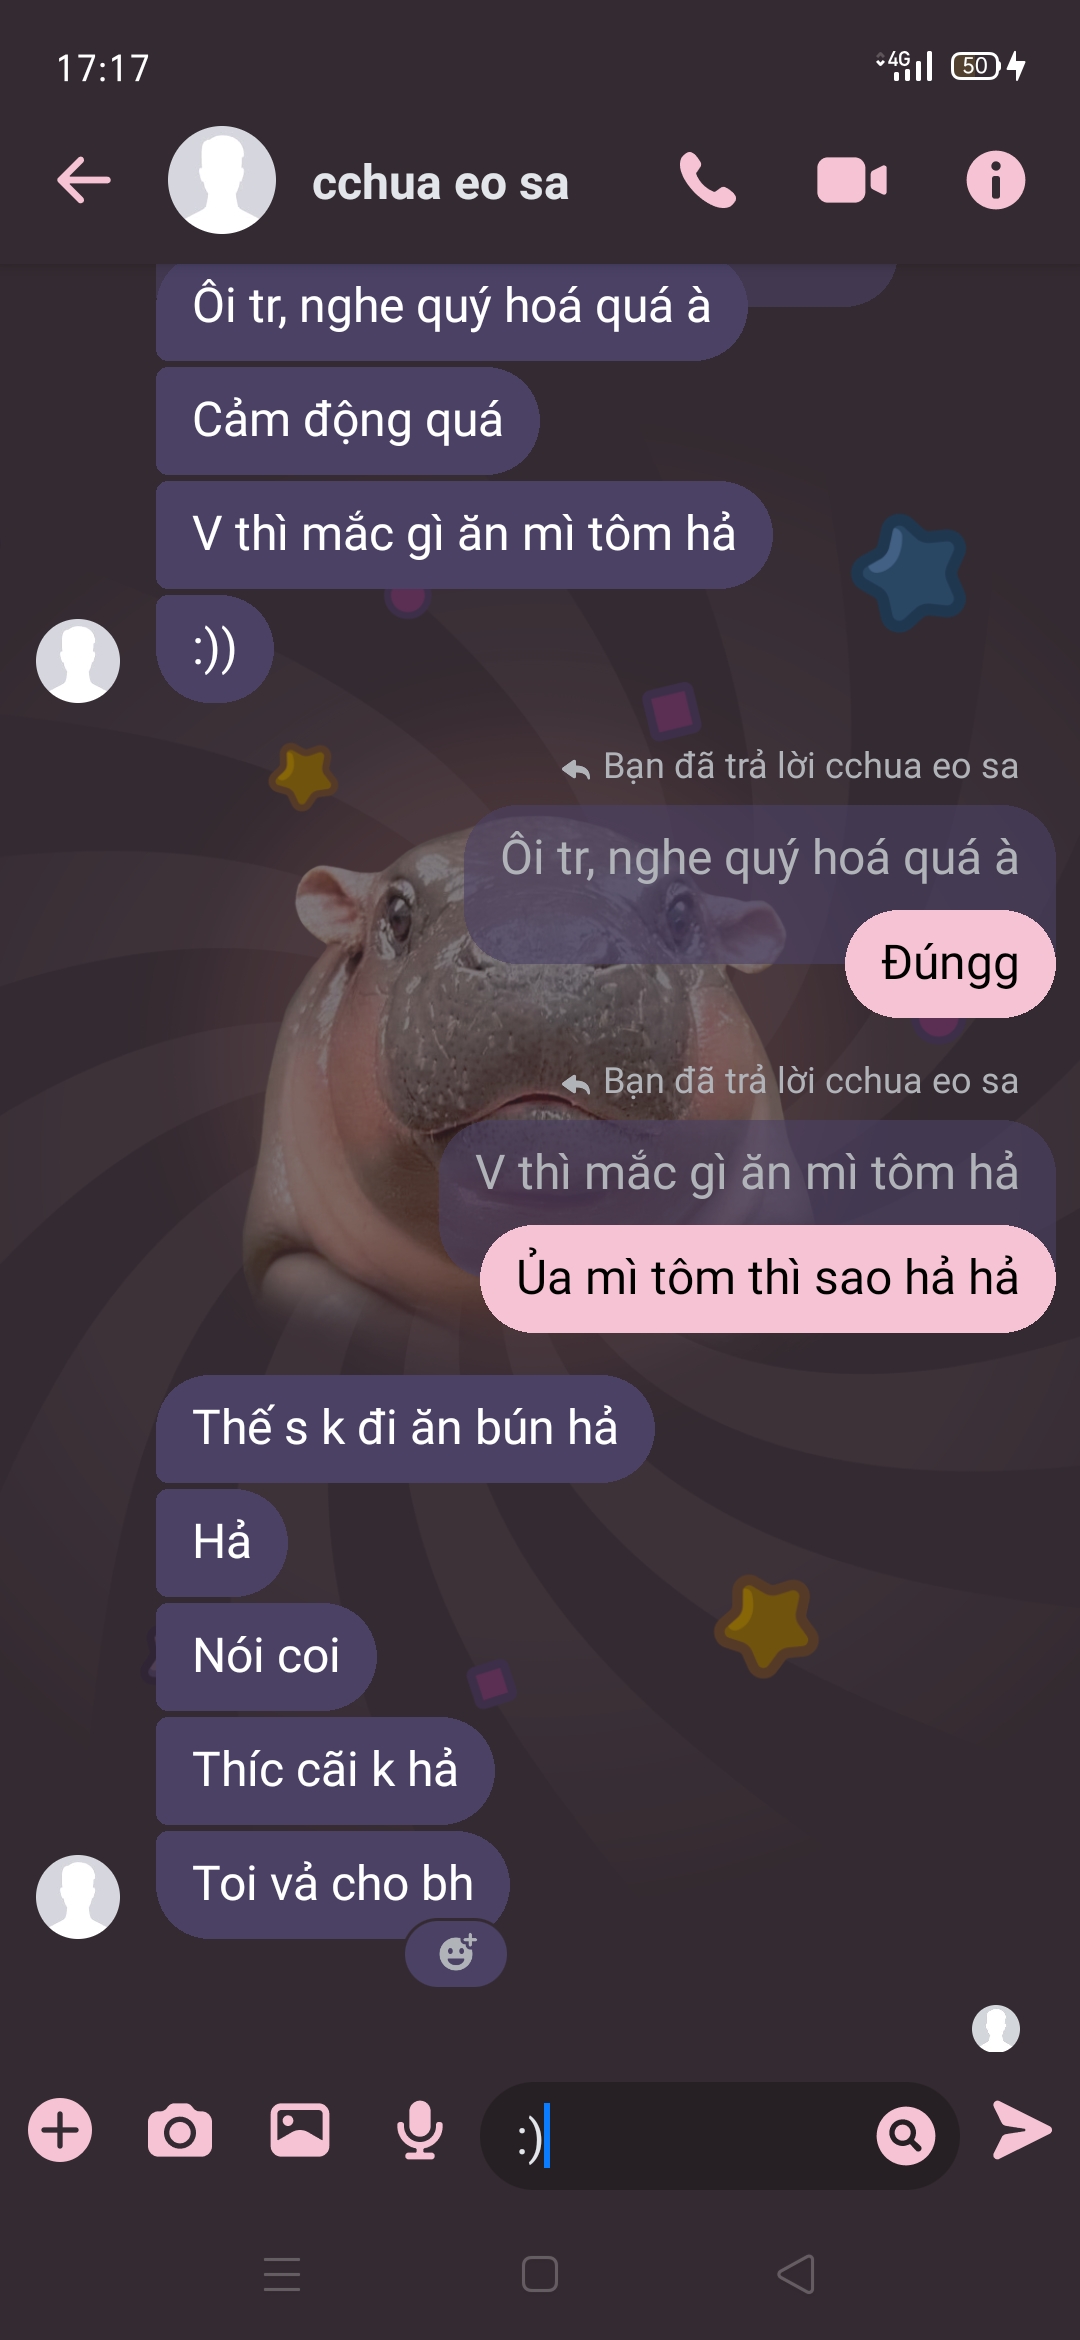 17:17
4G
50
cchua eo sa
Ôi tr, nghe quý hoá quá à
Cảm động quá
V thì mắc gì ăn mì tôm hả
:))
Bạn đã trả lời cchua eo sa
Ôi tr, nghe quý hoá quá à
Đúngg
Bạn đã trả lời cchua eo sa
V thì mắc gì ăn mì tôm hả
Ủa mì tôm thì sao hả hả
Thế s k đi ăn bún hả
Hả
Nói coi
Thíc cãi k hả
Toi vả cho bh
:)